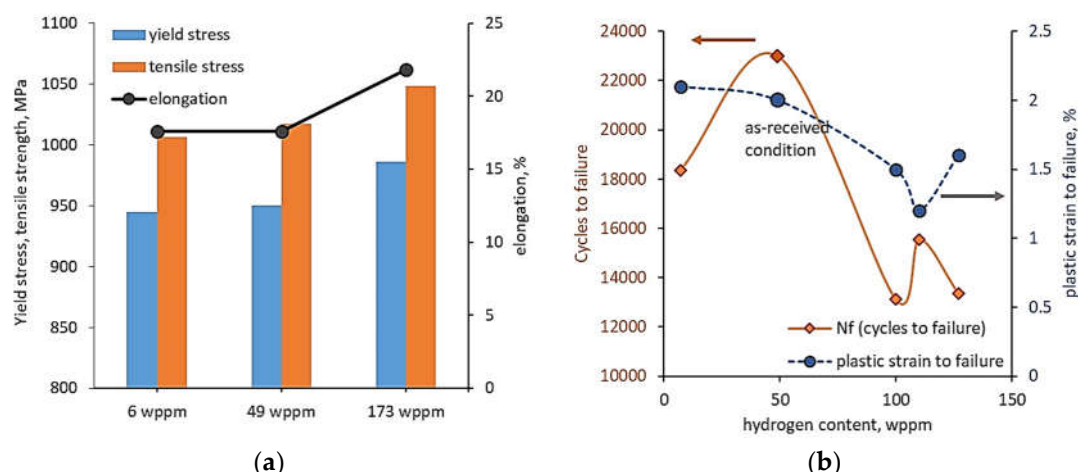 1100
1050
1000
950
900
850
800
Yield stress, tensile strength, MPa
yield stress
tensile stress
elongation
25
20
15
10
5
0
elongation, %
6 wppm
49 wppm
173 wppm
(a)
24000
22000
20000
18000
16000
14000
12000
10000
Cycles to failure
as-received
condition
Nf (cycles to failure)
plastic strain to failure
2.5
2
1.5
1
0.5
0
plastic strain to failure, %
0
50
100
150
hydrogen content, wppm
(b)